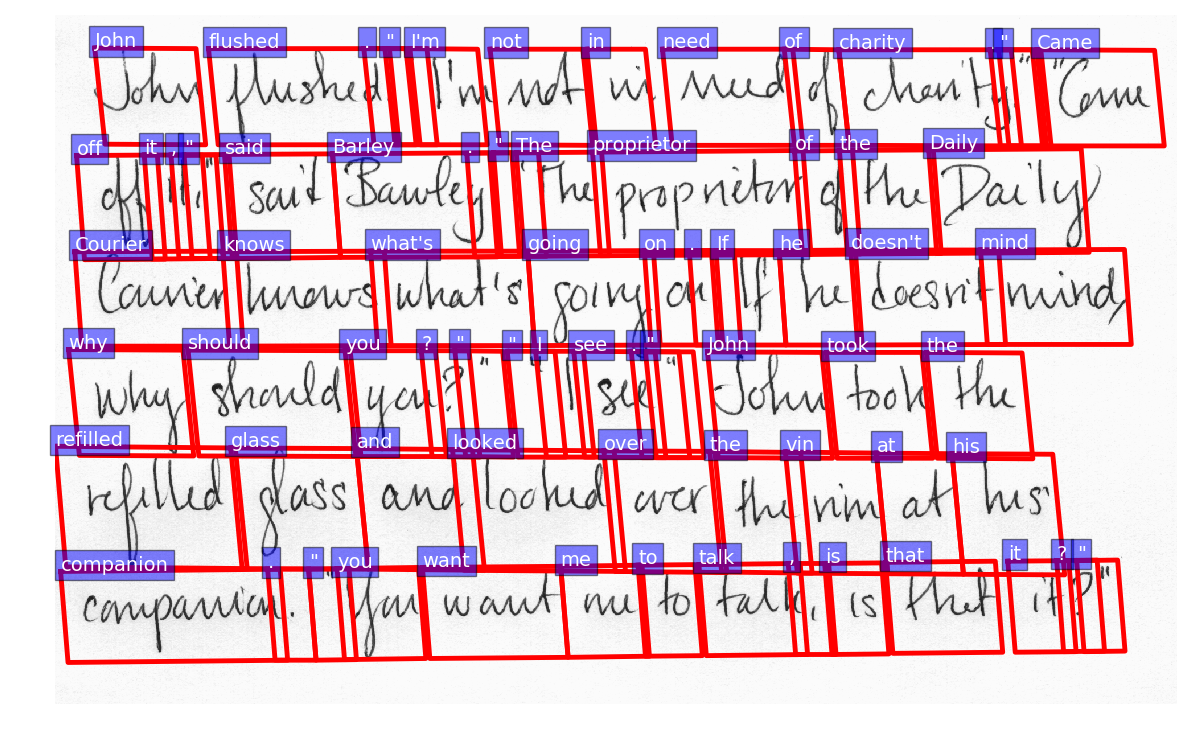 John flushed . " I'm not in need of charity . " Came
John flushed "I'm not in need of charity." "Come
off it , " said Barley . " The proprietor of the Daily
off it," said Bawley "The proprietor of the Daily
Courier knows what's going on . If he doesn't mind
Courier knows what's going on If he doesn't mind,
why should you ? " " I see . " John took the
why should you?" "I see" John took the
refilled glass and looked over the vin at his
refilled glass and looked over the rim at his
companion . " you want me to talk , is that it ? "
companion. "You want me to talk, is that it?"